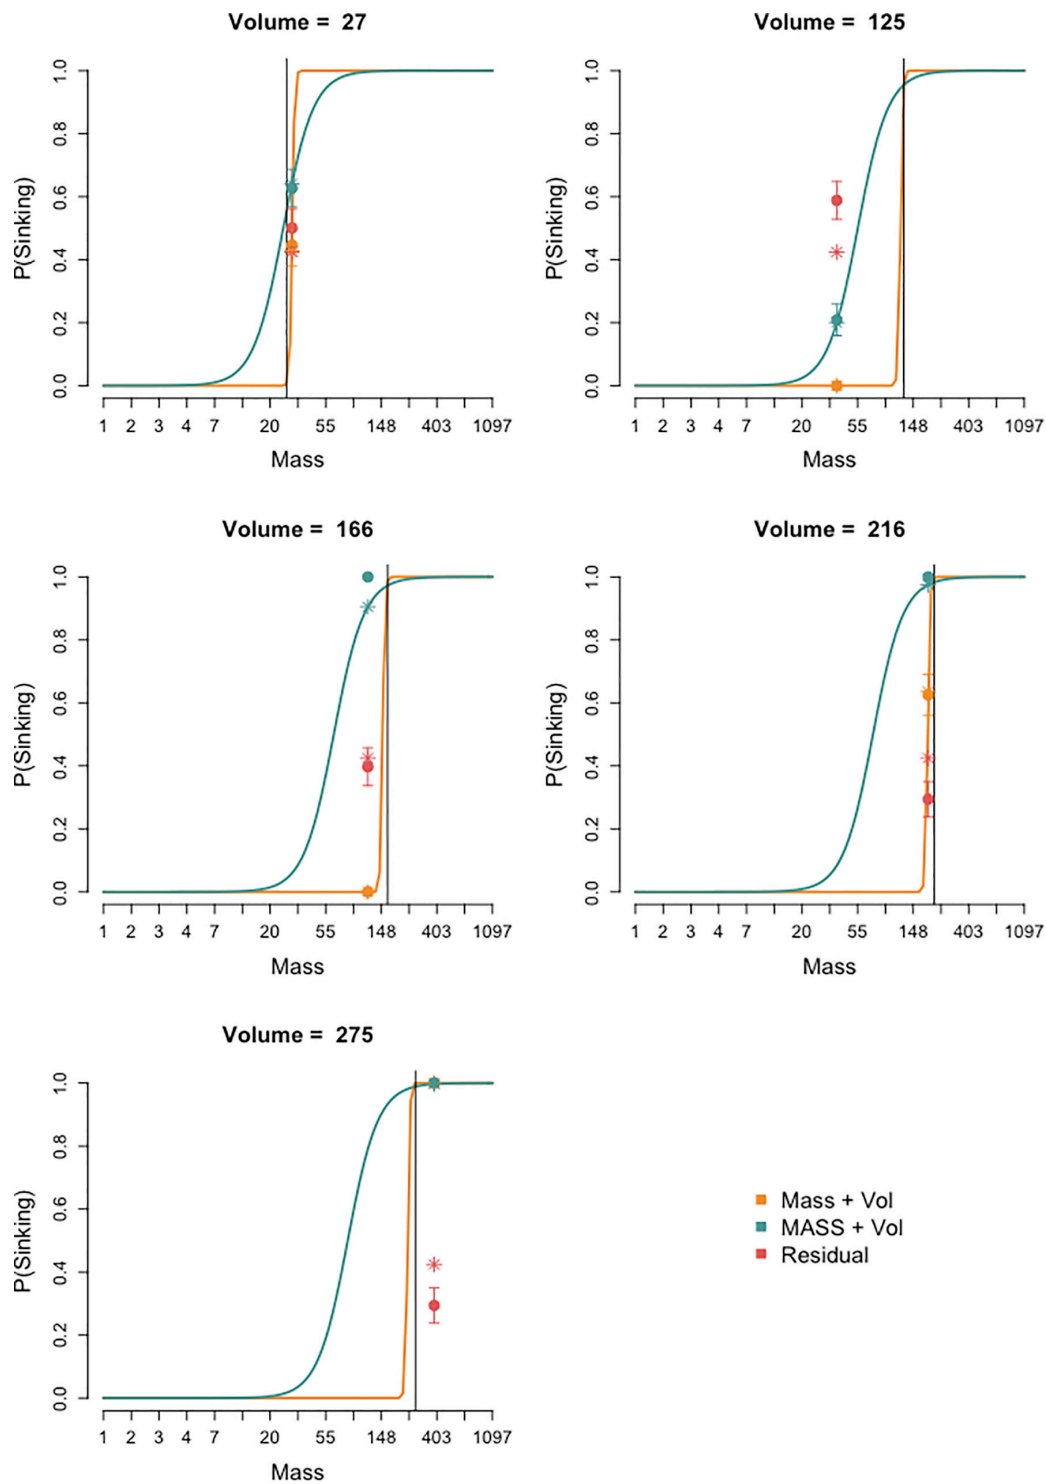 Volume = 27
P(Sinking)
0.0 0.2 0.4 0.6 0.8 1.0
1 2 3 4 7 20 55 148 403 1097
Mass
Volume = 125
P(Sinking)
0.0 0.2 0.4 0.6 0.8 1.0
1 2 3 4 7 20 55 148 403 1097
Mass
Volume = 166
P(Sinking)
0.0 0.2 0.4 0.6 0.8 1.0
1 2 3 4 7 20 55 148 403 1097
Mass
Volume = 216
P(Sinking)
0.0 0.2 0.4 0.6 0.8 1.0
1 2 3 4 7 20 55 148 403 1097
Mass
Volume = 275
P(Sinking)
0.0 0.2 0.4 0.6 0.8 1.0
1 2 3 4 7 20 55 148 403 1097
Mass
Mass + Vol
MASS + Vol
Residual